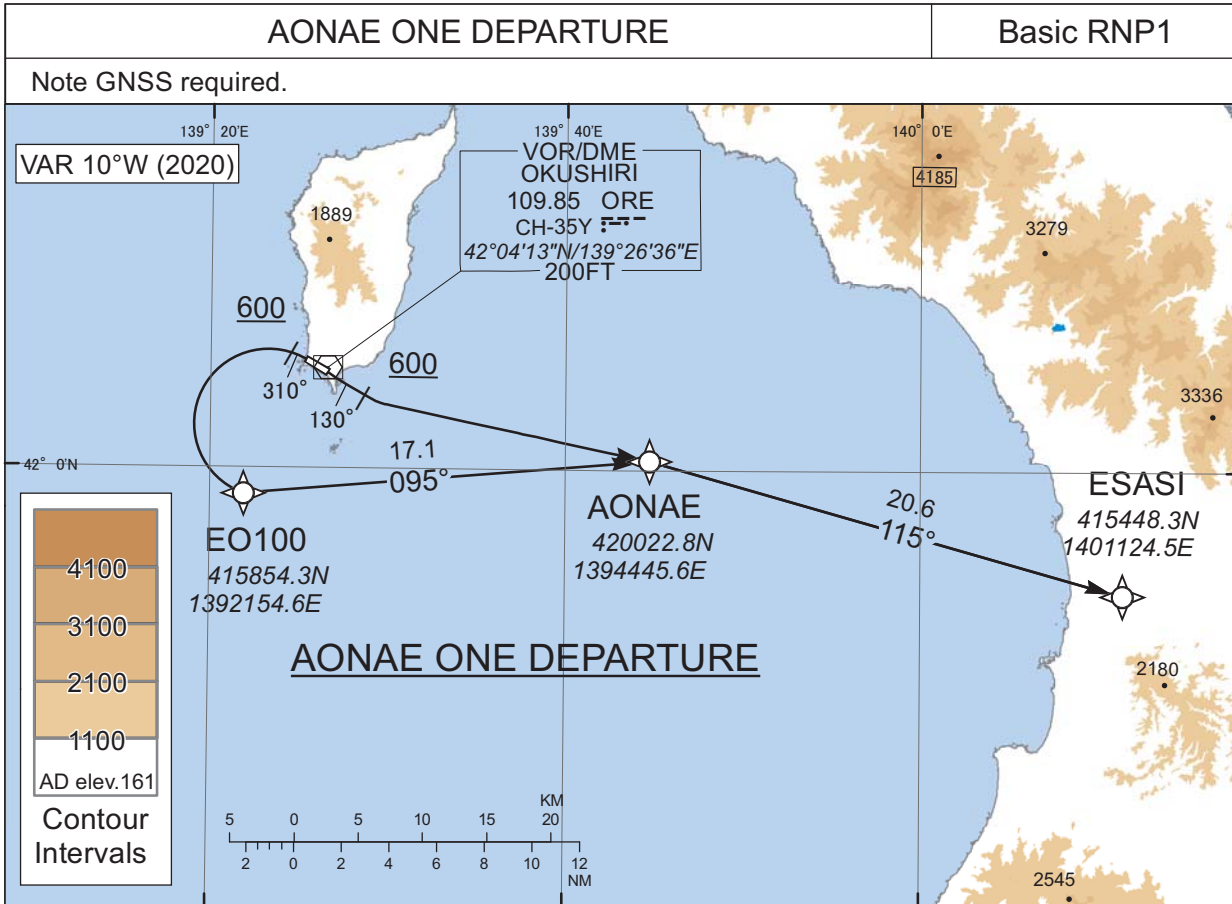 AONAE ONE DEPARTURE
Basic RNP1
Note GNSS required.
139° 20'E
139° 40'E
140° 0'E
VAR 10°W (2020)
VOR/DME
OKUSHIRI
109.85 ORE
CH-35Y
42°04'13"N/139°26'36"E
200FT
1889
4185
3279
3336
600
600
310°
130°
42° 0'N
17.1
095°
EO100
415854.3N
1392154.6E
AONAE
420022.8N
1394445.6E
20.6
115°
ESASI
415448.3N
1401124.5E
AONAE ONE DEPARTURE
2180
2545
4100
3100
2100
1100
AD elev.161
Contour
Intervals
KM
5 0 5 10 15 20
2 0 2 4 6 8 10 12
NM